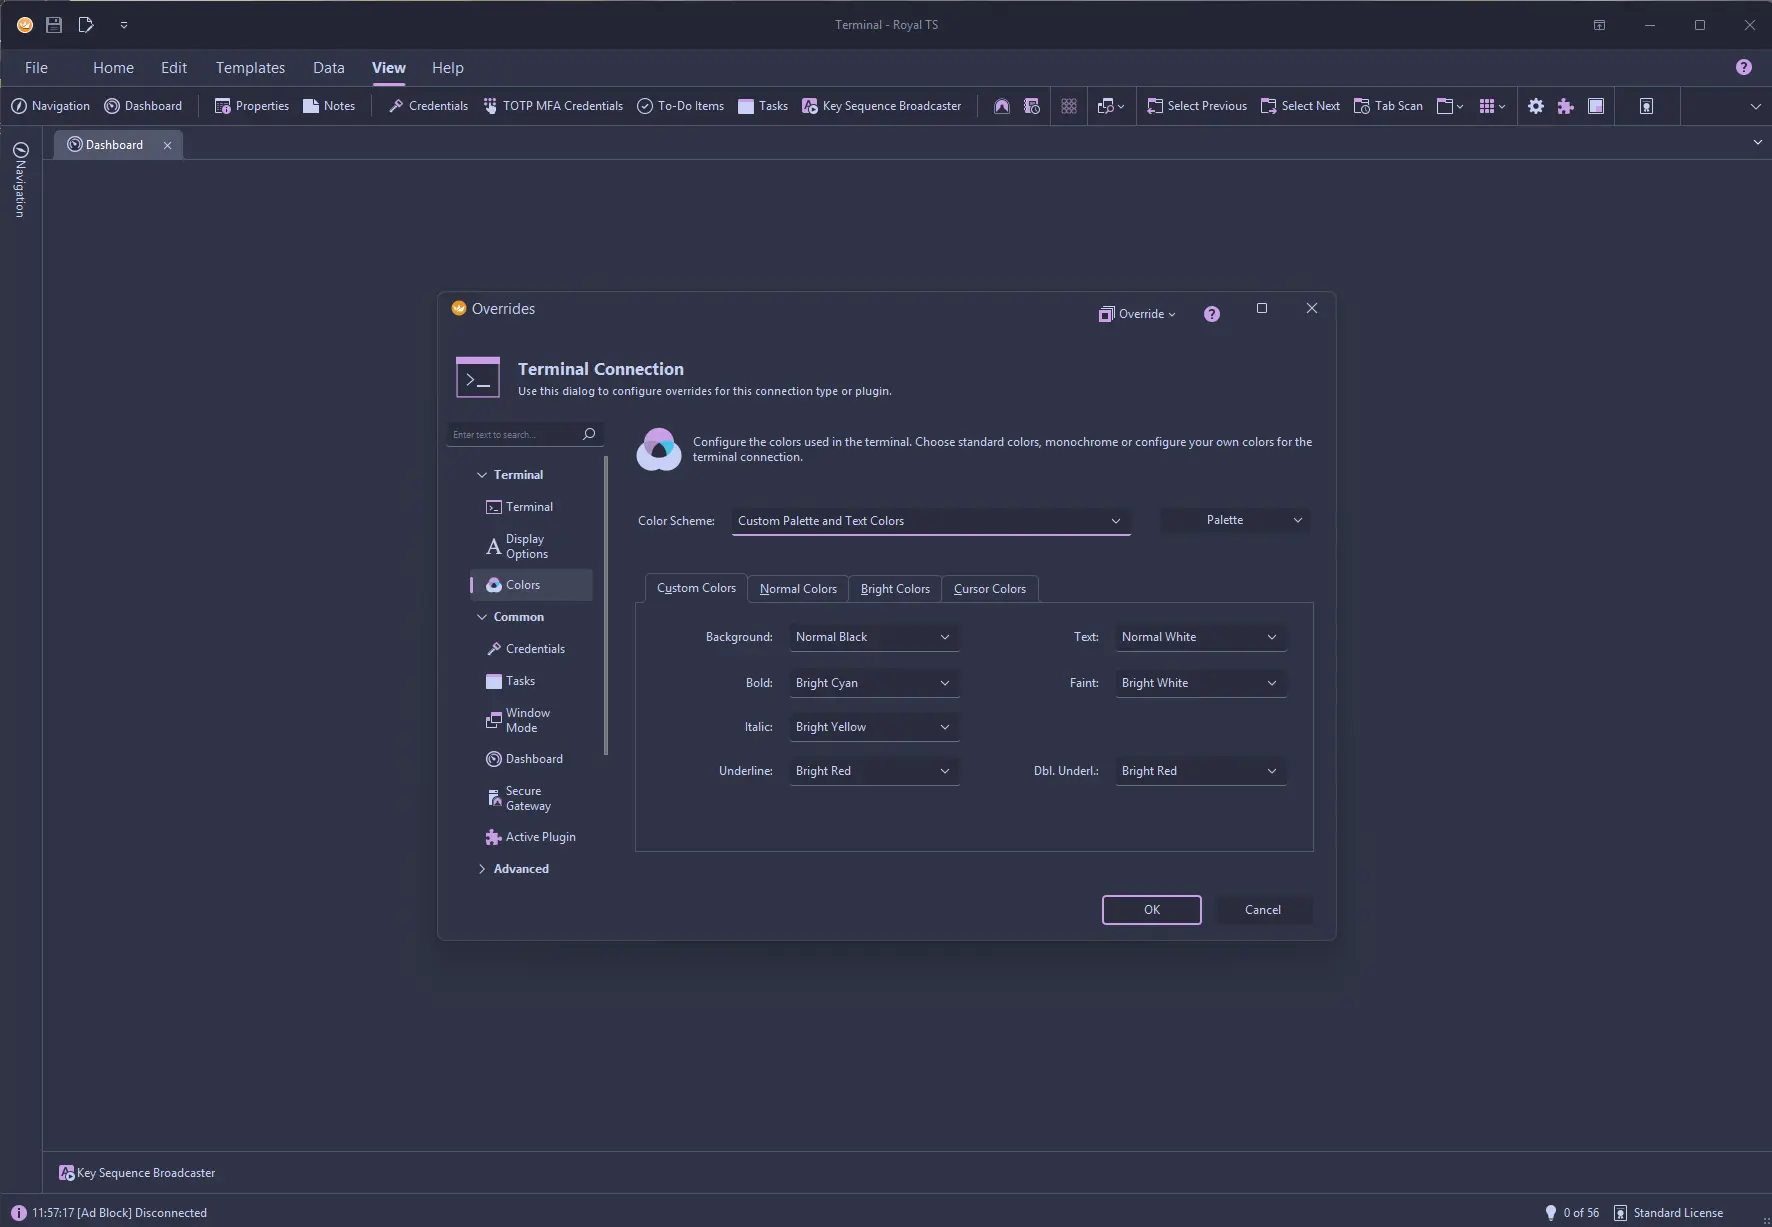 Terminal - Royal TS
File
Home
Edit
Templates
Data
View
Help
?
Navigation
Dashboard
Properties
Notes
Credentials
TOTP MFA Credentials
To-Do Items
Tasks
Key Sequence Broadcaster
Select Previous
Select Next
Tab Scan
Dashboard
Navigation
Overrides
Override
?
Terminal Connection
Use this dialog to configure overrides for this connection type or plugin.
Enter text to search...
Terminal
Terminal
Display
Options
Colors
Common
Credentials
Tasks
Window
Mode
Dashboard
Secure
Gateway
Active Plugin
Advanced
Configure the colors used in the terminal. Choose standard colors, monochrome or configure your own colors for the
terminal connection.
Color Scheme:
Custom Palette and Text Colors
Palette
Custom Colors
Normal Colors
Bright Colors
Cursor Colors
Background:
Normal Black
Text:
Normal White
Bold:
Bright Cyan
Faint:
Bright White
Italic:
Bright Yellow
Underline:
Bright Red
Dbl. Underl.:
Bright Red
OK
Cancel
Key Sequence Broadcaster
11:57:17 [Ad Block] Disconnected
0 of 56
Standard License